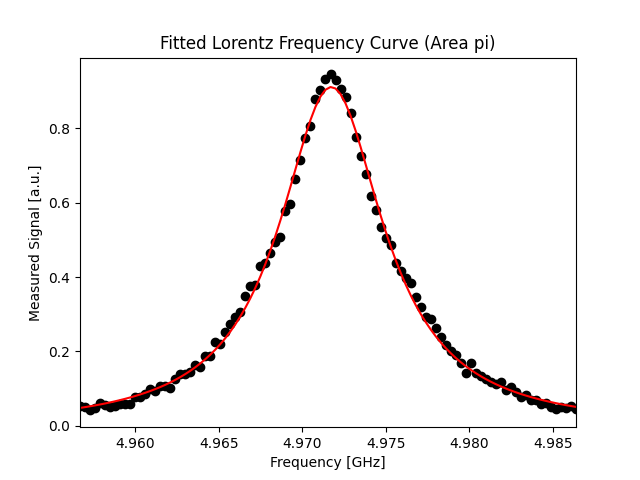 Fitted Lorentz Frequency Curve (Area pi)
Measured Signal [a.u.]
0.8
0.6
0.4
0.2
0.0
4.960 4.965 4.970 4.975 4.980 4.985
Frequency [GHz]